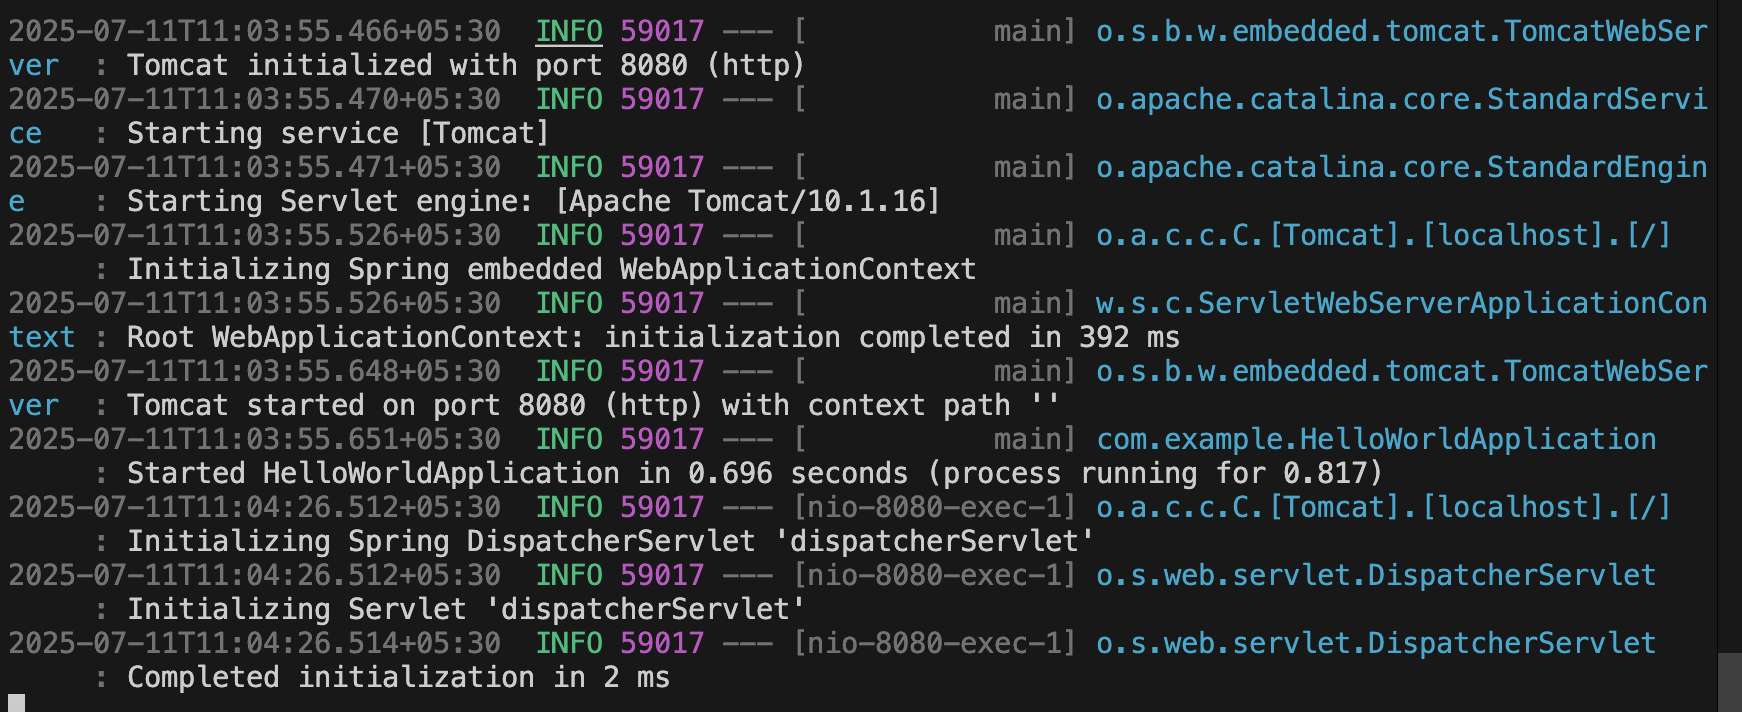 2025-07-11T11:03:55.466+05:30  INFO 59017 --- [           main] o.s.b.w.embedded.tomcat.TomcatWebSer
ver  : Tomcat initialized with port 8080 (http)
2025-07-11T11:03:55.470+05:30  INFO 59017 --- [           main] o.apache.catalina.core.StandardServi
ce   : Starting service [Tomcat]
2025-07-11T11:03:55.471+05:30  INFO 59017 --- [           main] o.apache.catalina.core.StandardEngin
e    : Starting Servlet engine: [Apache Tomcat/10.1.16]
2025-07-11T11:03:55.526+05:30  INFO 59017 --- [           main] o.a.c.c.C.[Tomcat].[localhost].[/]
     : Initializing Spring embedded WebApplicationContext
2025-07-11T11:03:55.526+05:30  INFO 59017 --- [           main] w.s.c.ServletWebServerApplicationCon
text : Root WebApplicationContext: initialization completed in 392 ms
2025-07-11T11:03:55.648+05:30  INFO 59017 --- [           main] o.s.b.w.embedded.tomcat.TomcatWebSer
ver  : Tomcat started on port 8080 (http) with context path ''
2025-07-11T11:03:55.651+05:30  INFO 59017 --- [           main] com.example.HelloWorldApplication
     : Started HelloWorldApplication in 0.696 seconds (process running for 0.817)
2025-07-11T11:04:26.512+05:30  INFO 59017 --- [nio-8080-exec-1] o.a.c.c.C.[Tomcat].[localhost].[/]
     : Initializing Spring DispatcherServlet 'dispatcherServlet'
2025-07-11T11:04:26.512+05:30  INFO 59017 --- [nio-8080-exec-1] o.s.web.servlet.DispatcherServlet
     : Initializing Servlet 'dispatcherServlet'
2025-07-11T11:04:26.514+05:30  INFO 59017 --- [nio-8080-exec-1] o.s.web.servlet.DispatcherServlet
     : Completed initialization in 2 ms